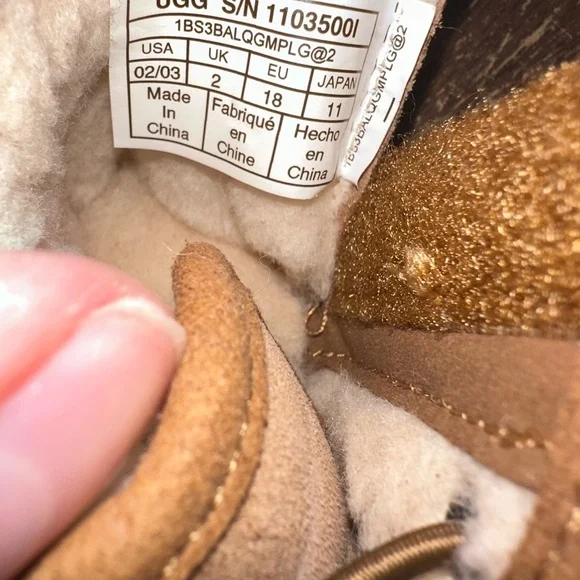 UGG S/N 1103500I
1BS3BALQGMPLG@2
USA UK EU JAPAN
02/03 2 18 11
Made Fabriqué Hecho
In en en
China Chine China
1BS3BALQGMPLG@2